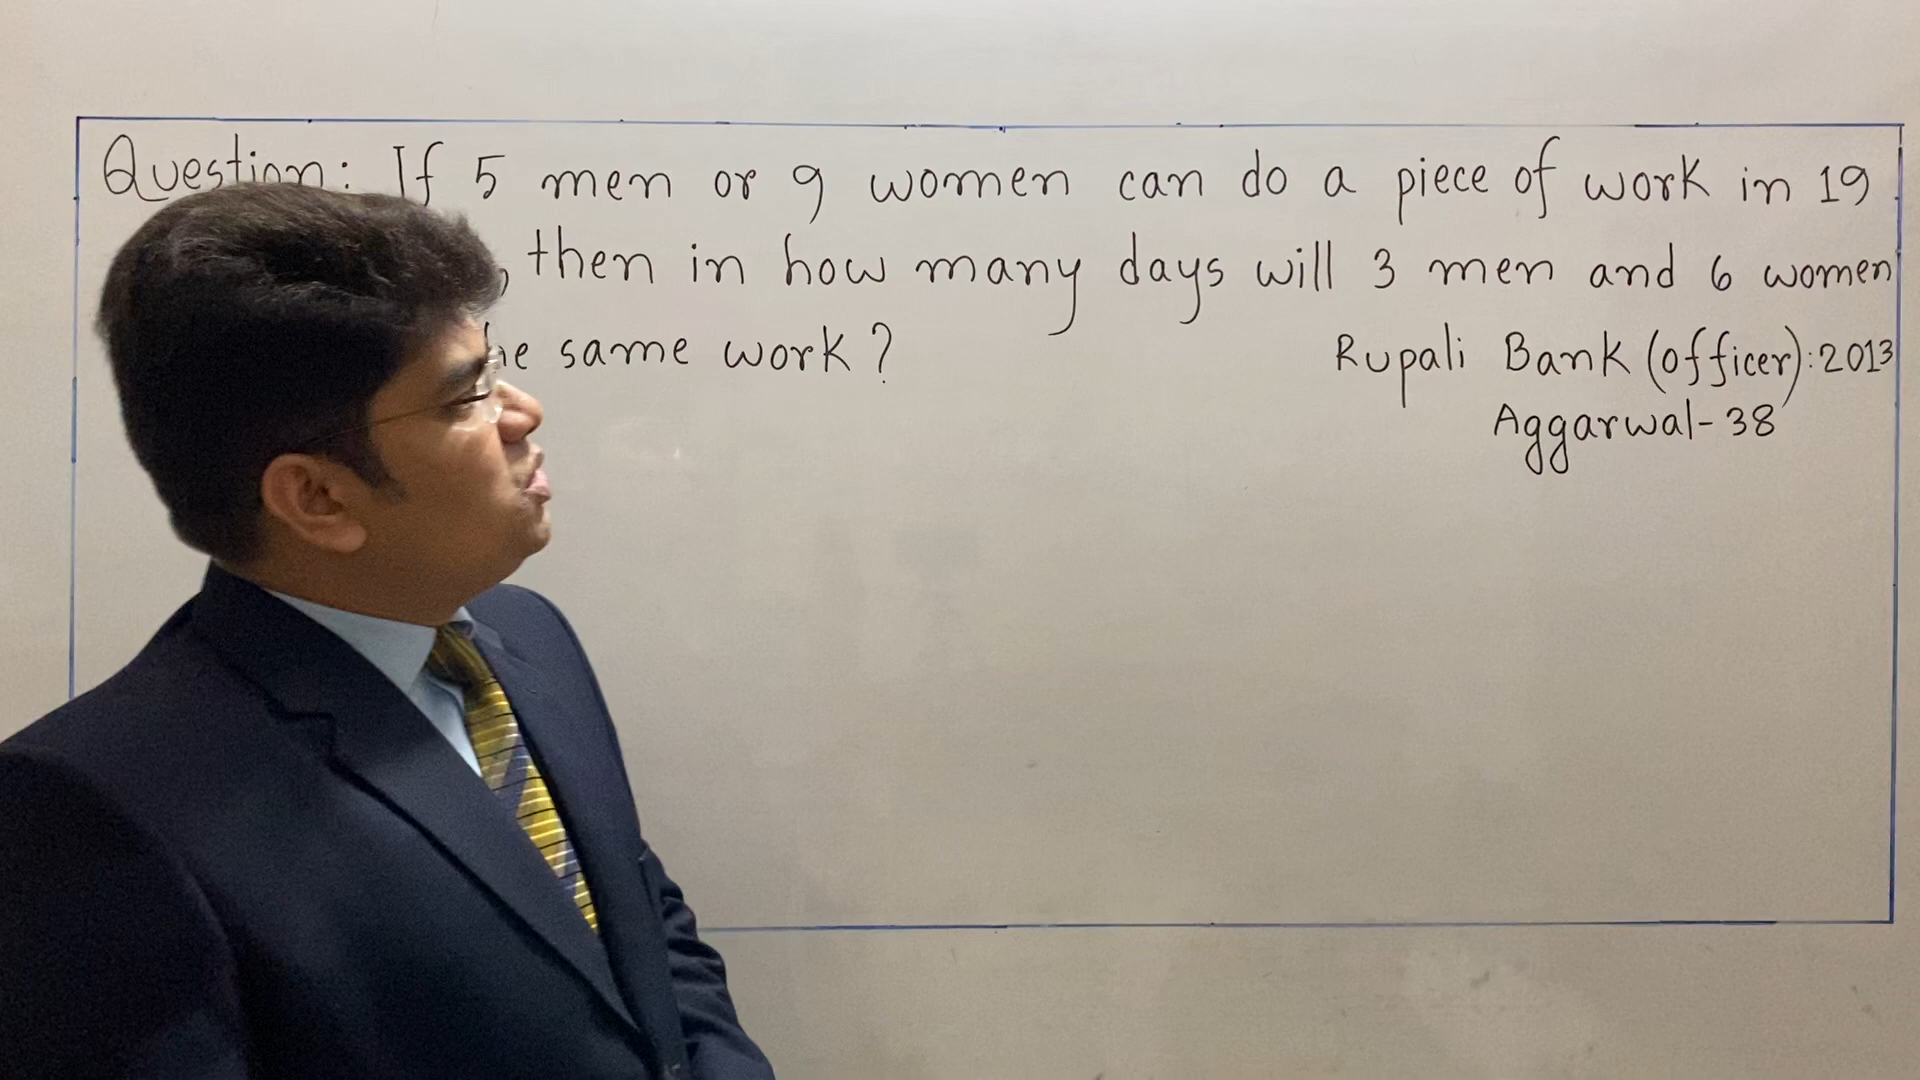 Question: If 5 men or 9 women can do a piece of work in 19
, then in how many days will 3 men and 6 women
same work?
Rupali Bank (officer):2013
Aggarwal-38